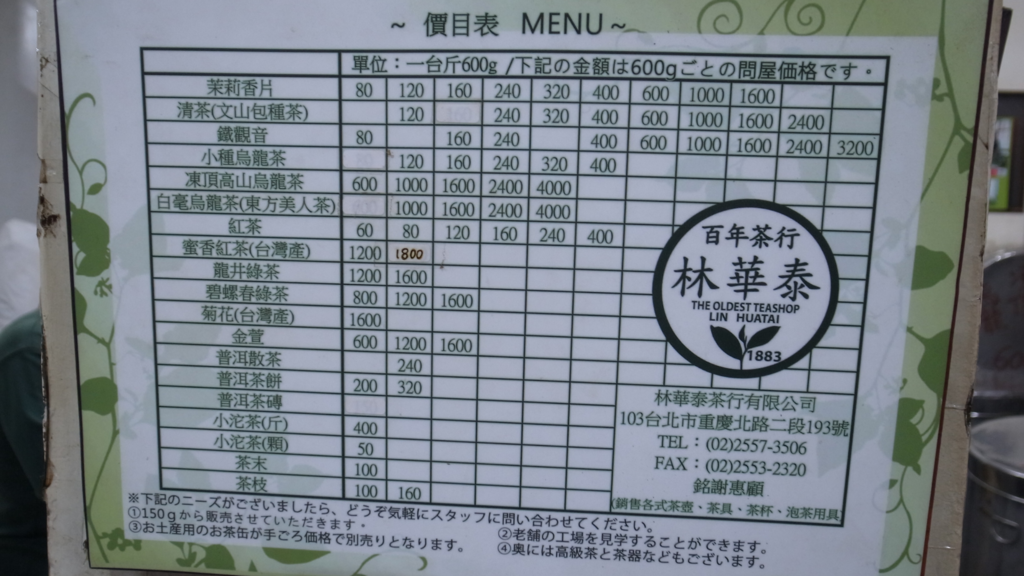 ~ 價目表 MENU ~
單位：一台斤600g /下記の金額は600gごとの問屋価格です。
茉莉香片 80 120 160 240 320 400 600 1000 1600
清茶(文山包種茶) 120 240 320 400 600 1000 1600 2400
鐵觀音 80 160 240 400 600 1000 1600 2400 3200
小種烏龍茶 120 160 240 320 400
凍頂高山烏龍茶 600 1000 1600 2400 4000
白毫烏龍茶(東方美人茶) 1000 1600 2400 4000
紅茶 60 80 120 160 240 400
蜜香紅茶(台灣產) 1200 1800
龍井綠茶 1200 1600
碧螺春綠茶 800 1200 1600
菊花(台灣產) 1600
金萱 600 1200 1600
普洱散茶 240
普洱茶餅 200 320
普洱茶磚
小沱茶(斤) 400
小沱茶(顆) 50
茶末 100
茶枝 100 160
百年茶行
林華泰
THE OLDEST TEASHOP
LIN HUATAI
1883
林華泰茶行有限公司
103台北市重慶北路二段193號
TEL：(02)2557-3506
FAX：(02)2553-2320
銘謝惠顧
(銷售各式茶壺、茶具、茶杯、泡茶用具)
※下記のニーズがございましたら、どうぞ気軽にスタッフに問い合わせてください。
①150ｇから販売させていただきます。 ②老舗の工場を見学することができます。
③お土産用のお茶缶が手ごろ価格で別売りとなります。 ④奥には高級茶と茶器などもございます。